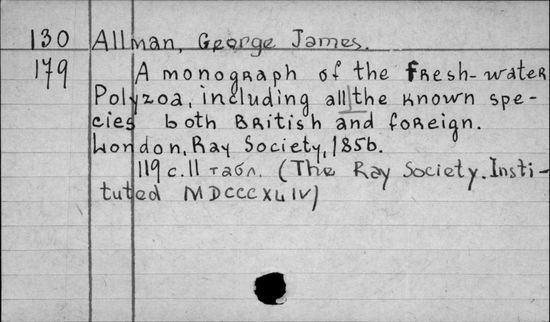 130 Allman, George James.
179 A monograph of the fresh-water
Polyzoa, including all the known spe-
cies both British and foreign.
London, Ray Society, 1856.
119 с. 11 табл. (The Ray Society. Insti-
tuted MDCCCXLIV)